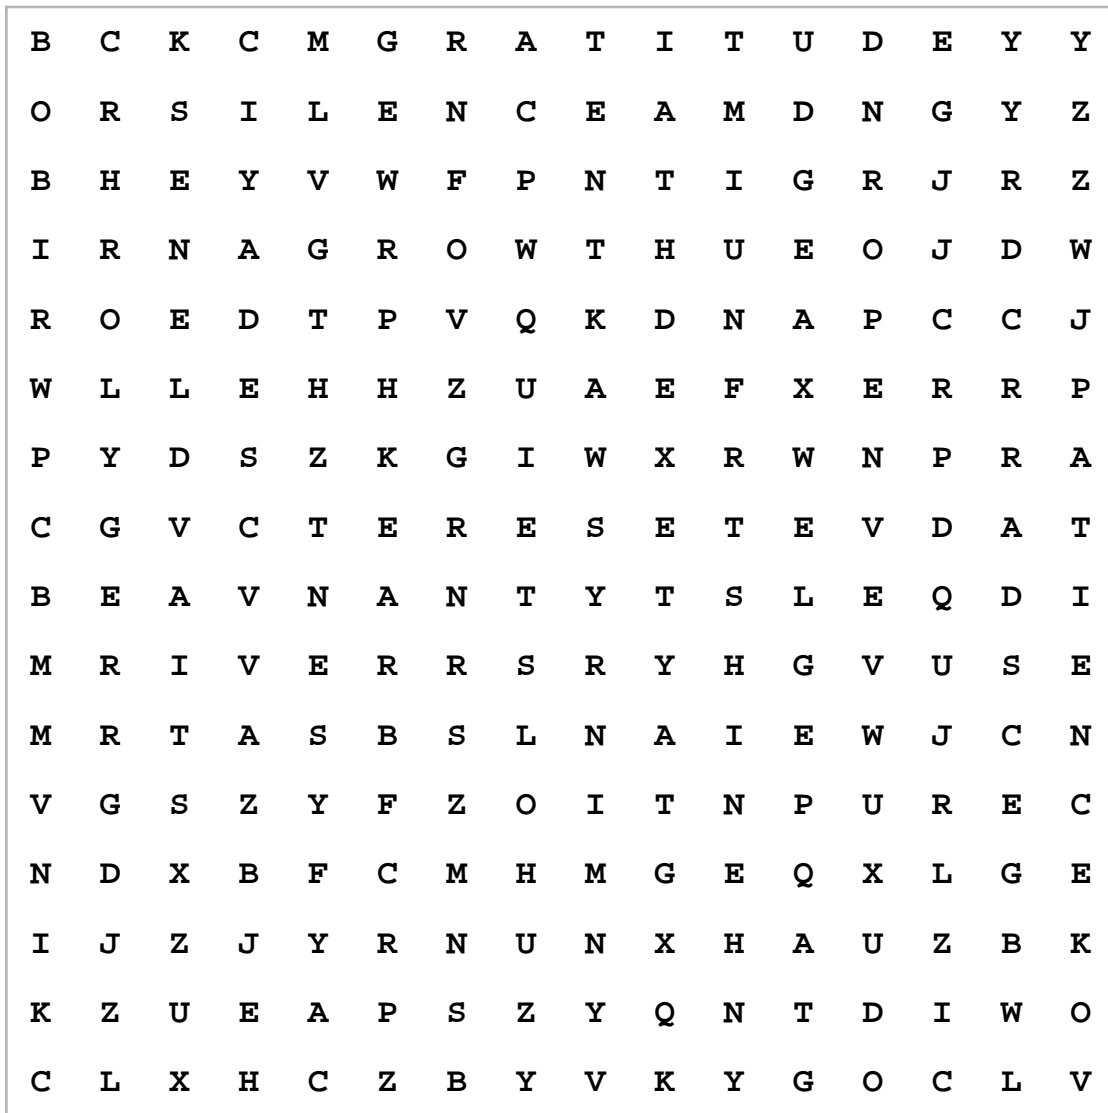 B C K C M G R A T I T U D E Y Y
O R S I L E N C E A M D N G Y Z
B H E Y V W F P N T I G R J R Z
I R N A G R O W T H U E O J D W
R O E D T P V Q K D N A P C C J
W L L E H H Z U A E F X E R R P
P Y D S Z K G I W X R W N P R A
C G V C T E R E S E T E V D A T
B E A V N A N T Y T S L E Q D I
M R I V E R R S R Y H G V U S E
M R T A S B S L N A I E W J C N
V G S Z Y F Z O I T N P U R E C
N D X B F C M H M G E Q X L G E
I J Z J Y R N U N X H A U Z B K
K Z U E A P S Z Y Q N T D I W O
C L X H C Z B Y V K Y G O C L V